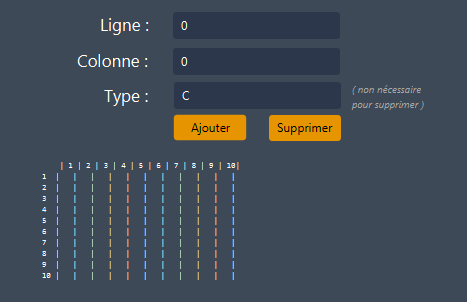 Ligne : 0
Colonne : 0
Type : C ( non nécessaire
pour supprimer )
Ajouter Supprimer
| 1 | 2 | 3 | 4 | 5 | 6 | 7 | 8 | 9 | 10|
1 | | | | | | | | | | |
2 | | | | | | | | | | |
3 | | | | | | | | | | |
4 | | | | | | | | | | |
5 | | | | | | | | | | |
6 | | | | | | | | | | |
7 | | | | | | | | | | |
8 | | | | | | | | | | |
9 | | | | | | | | | | |
10 | | | | | | | | | | |